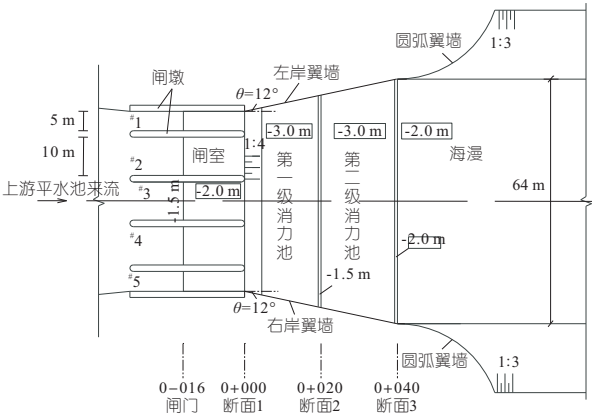 圆弧翼墙
1:3
闸墩
左岸翼墙
θ=12°
5 m
#1
-3.0 m
-3.0 m
-2.0 m
10 m
#2
闸室
1:4
第一级消力池
第二级消力池
海漫
上游平水池来流
#3
-1.5 m
-2.0 m
64 m
#4
-2.0 m
#5
-1.5 m
θ=12°
右岸翼墙
圆弧翼墙
1:3
0-016
0+000
0+020
0+040
闸门
断面1
断面2
断面3